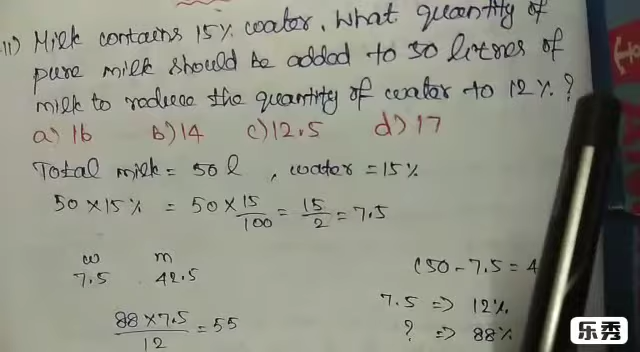 11) Milk contains 15% water. What quantity of
pure milk should be added to 50 litres of
milk to reduce the quantity of water to 12%?
a) 16 b) 14 c) 12.5 d) 17
Total milk = 50 l , water = 15%
50 × 15% = 50 × 15/100 = 15/2 = 7.5
w m
7.5 42.5
(50 - 7.5 = 4
7.5 => 12%
88 × 7.5/12 = 55
? => 88%
乐秀